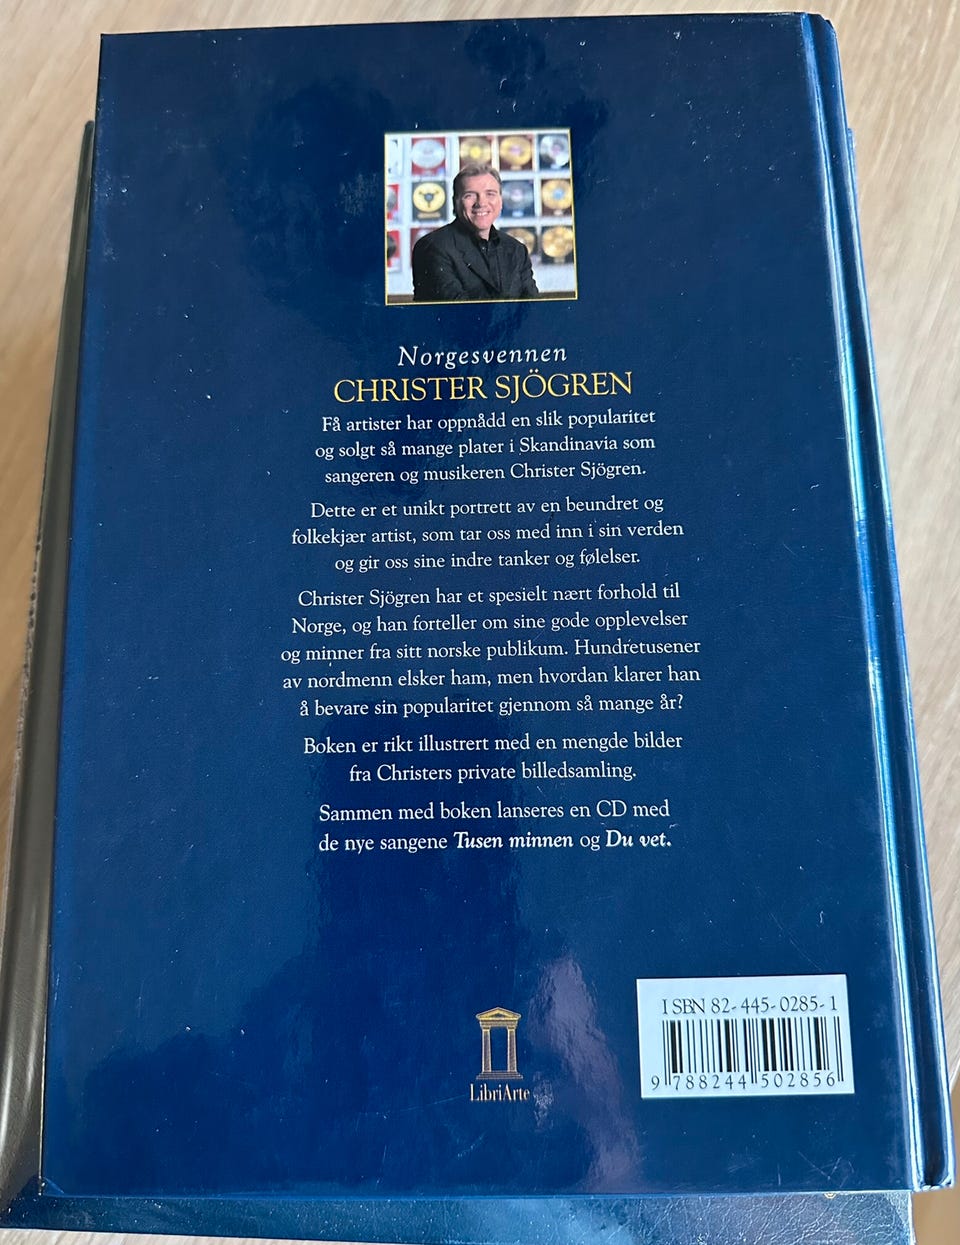 Norgesvennen
CHRISTER SJÖGREN
Få artister har oppnådd en slik popularitet
og solgt så mange plater i Skandinavia som
sangeren og musikeren Christer Sjögren.
Dette er et unikt portrett av en beundret og
folkekjær artist, som tar oss med inn i sin verden
og gir oss sine indre tanker og følelser.
Christer Sjögren har et spesielt nært forhold til
Norge, og han forteller om sine gode opplevelser
og minner fra sitt norske publikum. Hundretusener
av nordmenn elsker ham, men hvordan klarer han
å bevare sin popularitet gjennom så mange år?
Boken er rikt illustrert med en mengde bilder
fra Christers private billedsamling.
Sammen med boken lanseres en CD med
de nye sangene Tusen minnen og Du vet.
LibriArte
ISBN 82-445-0285-1
9 788244 502856